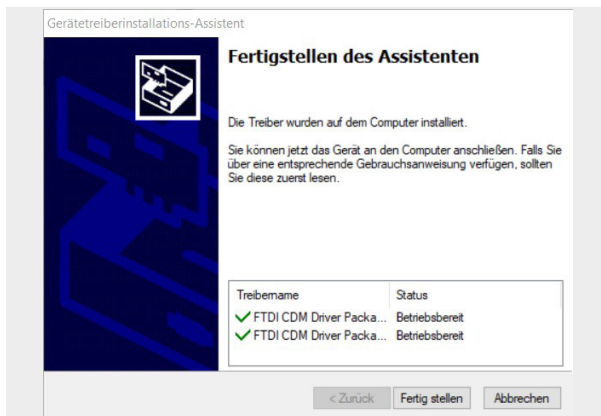 Gerätetreiberinstallations-Assistent
Fertigstellen des Assistenten
Die Treiber wurden auf dem Computer installiert.
Sie können jetzt das Gerät an den Computer anschließen. Falls Sie
über eine entsprechende Gebrauchsanweisung verfügen, sollten
Sie diese zuerst lesen.
Treibername Status
FTDI CDM Driver Packa... Betriebsbereit
FTDI CDM Driver Packa... Betriebsbereit
< Zurück Fertig stellen Abbrechen